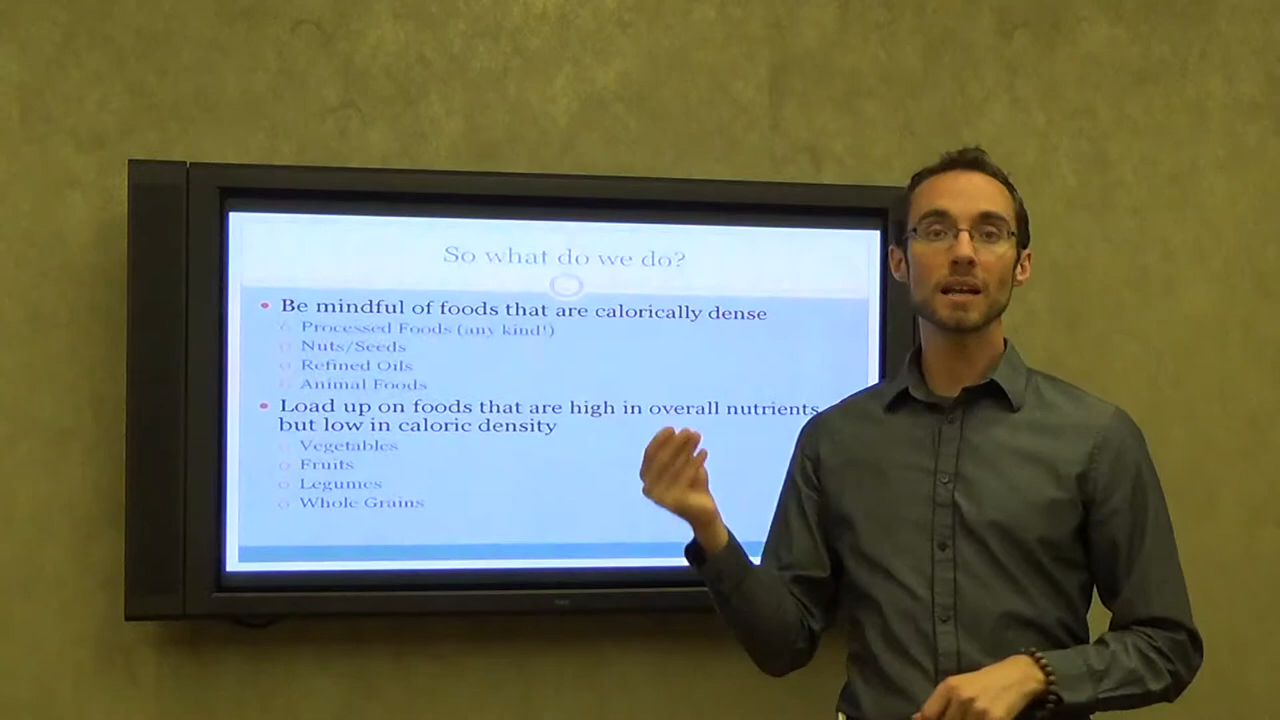 So what do we do?
Be mindful of foods that are calorically dense
Processed Foods (any kind!)
Nuts/Seeds
Refined Oils
Animal Foods
Load up on foods that are high in overall nutrients
but low in caloric density
Vegetables
Fruits
Legumes
Whole Grains